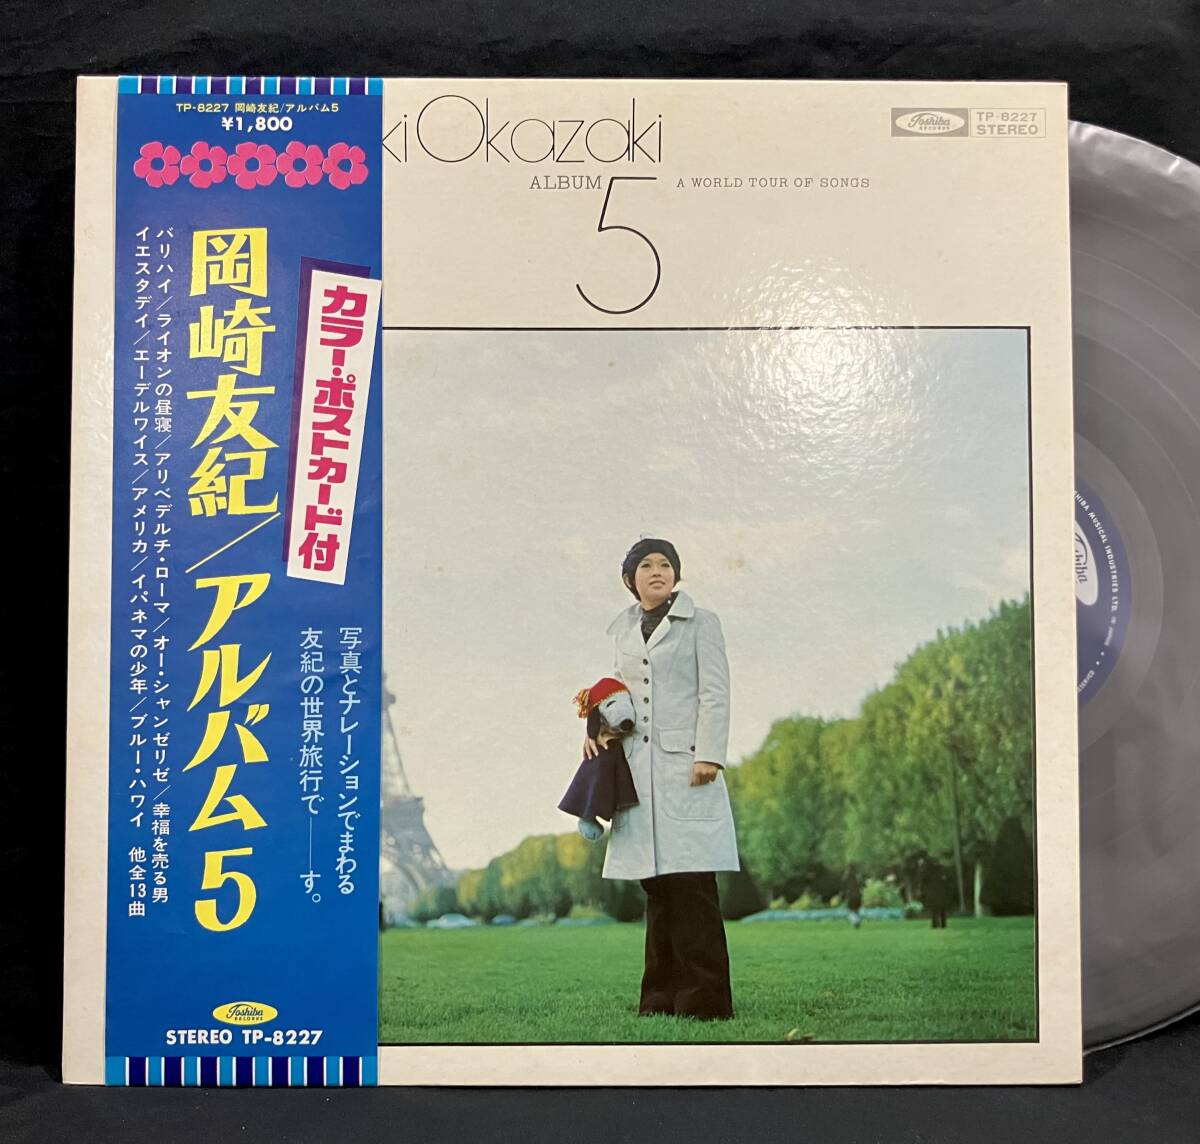 TP-8227 岡崎友紀/アルバム5
¥1,800
岡崎友紀/アルバム5
カラー・ポストカード付
バリハイ/ライオンの昼寝/アリベデルチ・ローマ/オー・シャンゼリゼ/幸福を売る男
イエスタデイ/エーデルワイス/アメリカ/イパネマの少年/ブルー・ハワイ 他全13曲
写真とナレーションでまわる
友紀の世界旅行で――す。
Toshiba
RECORDS
STEREO TP-8227
ki Okazaki
ALBUM 5 A WORLD TOUR OF SONGS
Toshiba
RECORDS
TP-8227
STEREO
HIBA MUSICAL INDUSTRIES LTD.
Toshiba